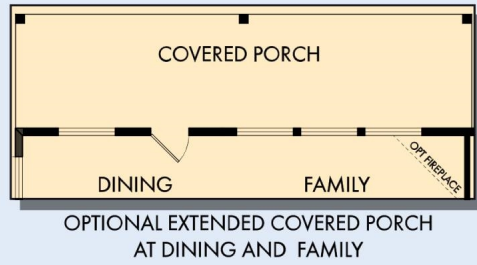 COVERED PORCH
DINING
FAMILY
OPT FIREPLACE
OPTIONAL EXTENDED COVERED PORCH
AT DINING AND FAMILY